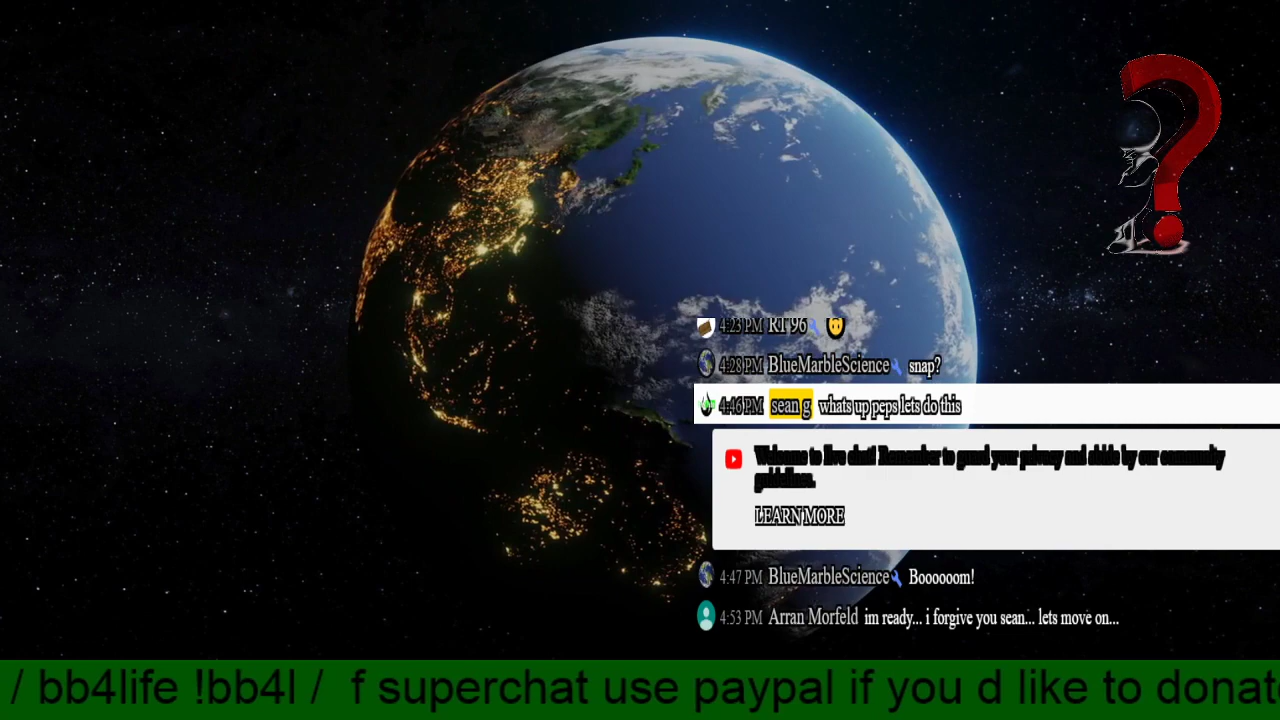 4:23 PM RT 96
4:28 PM BlueMarbleScience snap?
4:46 PM sean g whats up peps lets do this
Welcome to live chat! Remember to guard your privacy and abide by our community
guidelines.
LEARN MORE
4:47 PM BlueMarbleScience Boooooom!
4:53 PM Arran Morfeld im ready... i forgive you sean... lets move on...
/ bb4life !bb4l / f superchat use paypal if you d like to donat
?